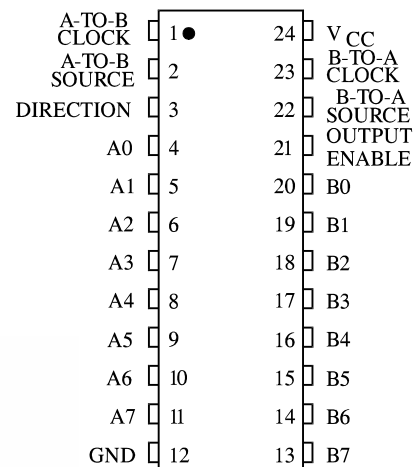 A-TO-B
CLOCK 1 24 VCC
A-TO-B
SOURCE 2 23 B-TO-A
CLOCK
DIRECTION 3 22 B-TO-A
SOURCE
A0 4 21 OUTPUT
ENABLE
A1 5 20 B0
A2 6 19 B1
A3 7 18 B2
A4 8 17 B3
A5 9 16 B4
A6 10 15 B5
A7 11 14 B6
GND 12 13 B7